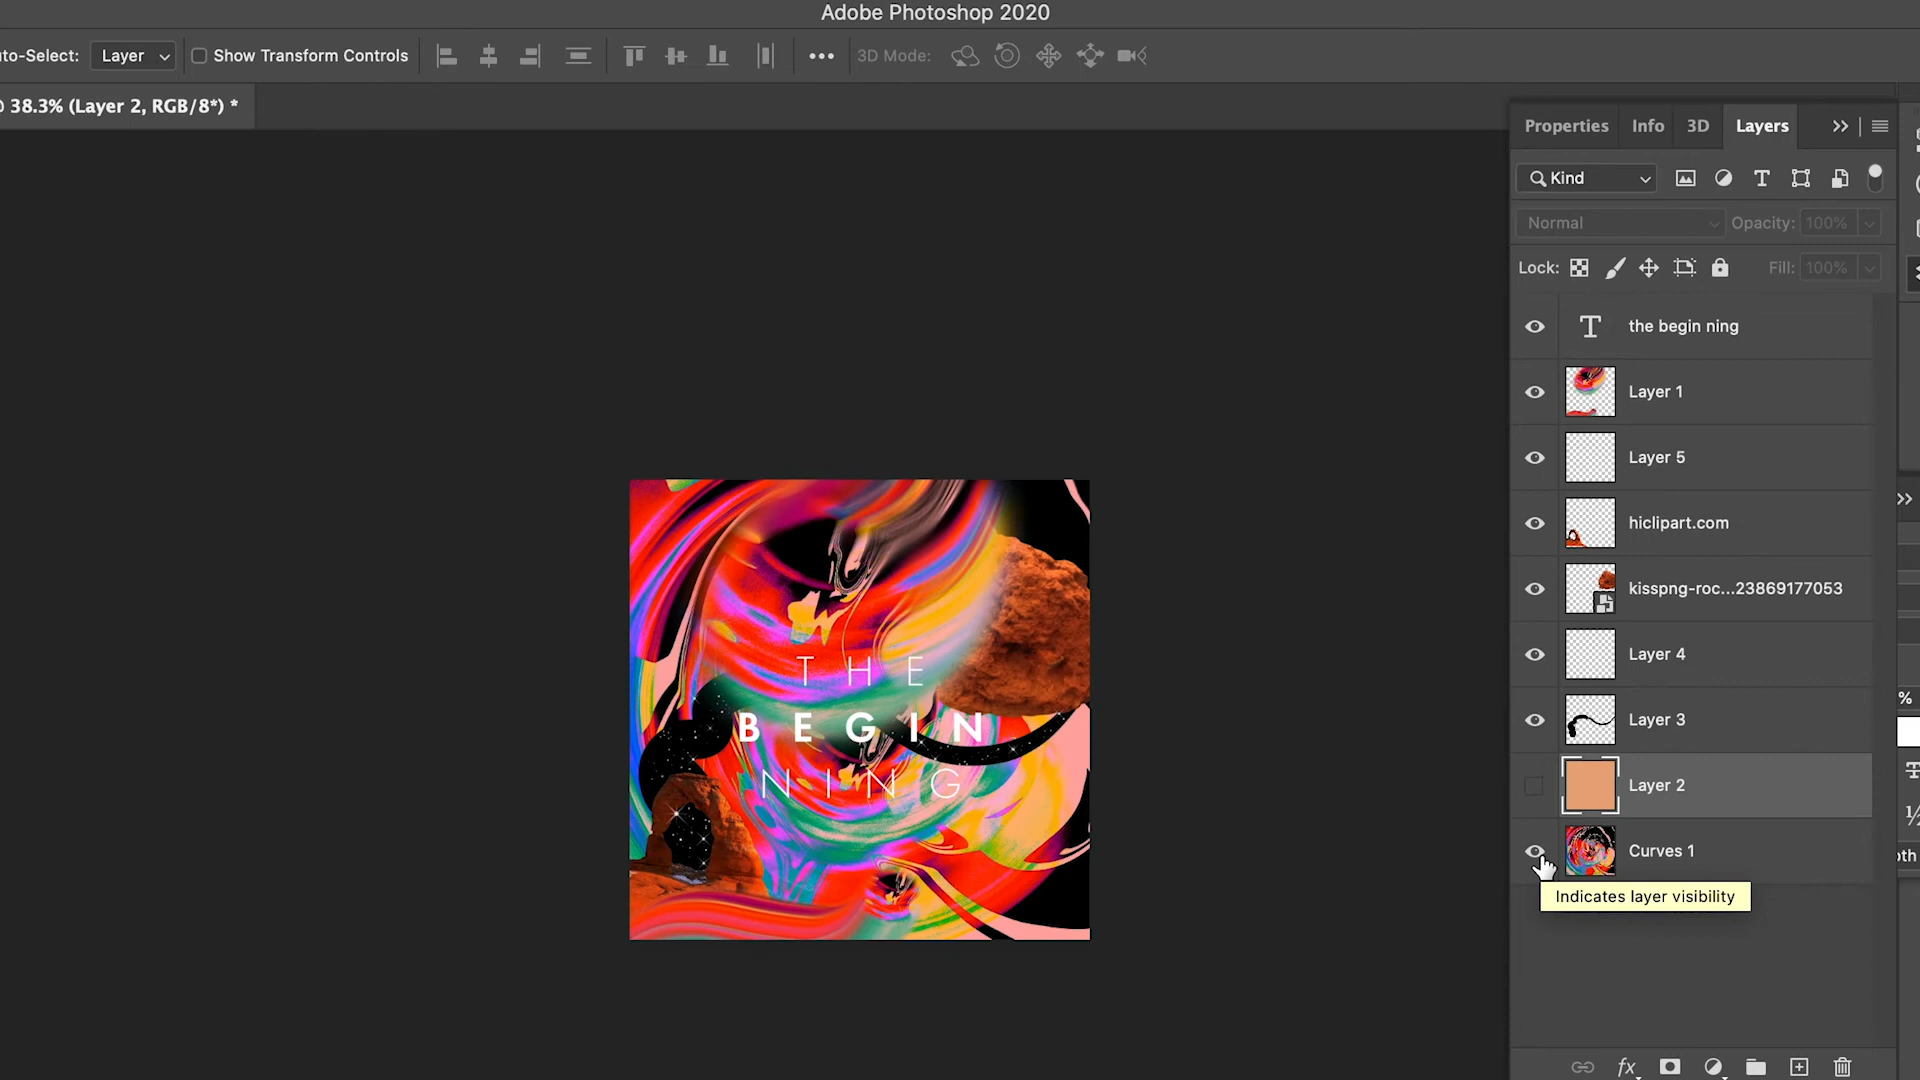 Adobe Photoshop 2020
to-Select: Layer Show Transform Controls 3D Mode:
38.3% (Layer 2, RGB/8*) *
Properties Info 3D Layers
Kind
Normal Opacity: 100%
Lock: Fill: 100%
the begin ning
Layer 1
Layer 5
hiclipart.com
kisspng-roc...23869177053
Layer 4
Layer 3
Layer 2
Curves 1
Indicates layer visibility
THE
BEGIN
NING
%
oth
fx